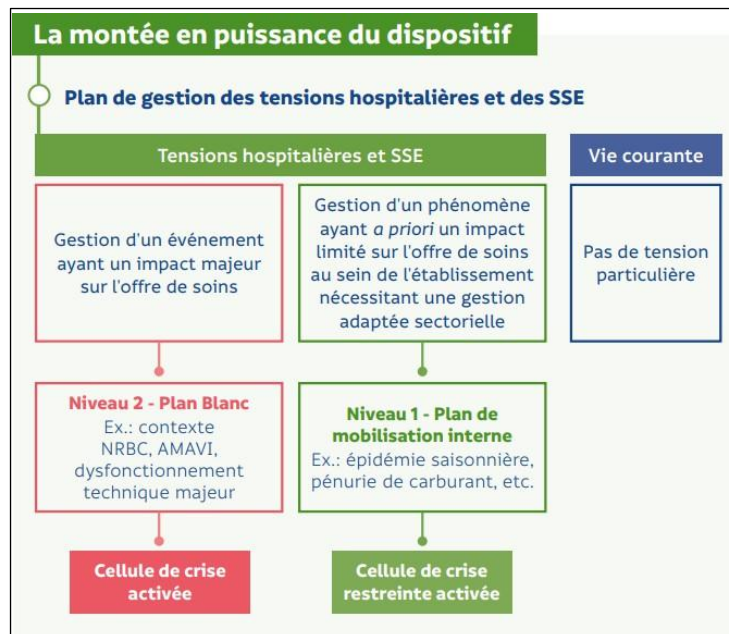 La montée en puissance du dispositif
Plan de gestion des tensions hospitalières et des SSE
Tensions hospitalières et SSE
Gestion d'un événement
ayant un impact majeur
sur l'offre de soins
Niveau 2 - Plan Blanc
Ex.: contexte
NRBC, AMAVI,
dysfonctionnement
technique majeur
Cellule de crise
activée
Gestion d'un phénomène
ayant a priori un impact
limité sur l'offre de soins
au sein de l'établissement
nécessitant une gestion
adaptée sectorielle
Niveau 1 - Plan de
mobilisation interne
Ex.: épidémie saisonnière,
pénurie de carburant, etc.
Cellule de crise
restreinte activée
Vie courante
Pas de tension
particulière